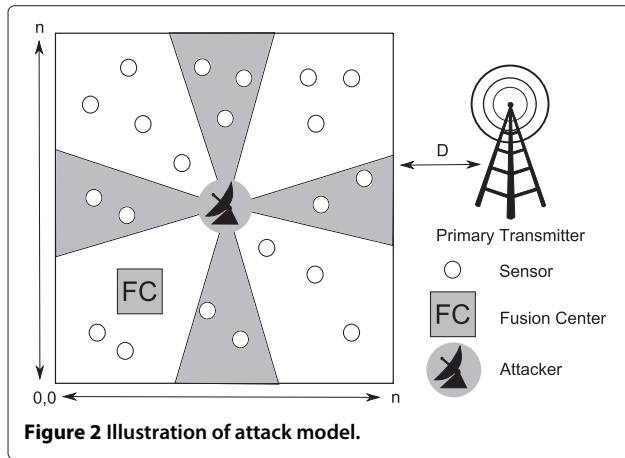 n
D
Primary Transmitter
Sensor
FC
FC
Fusion Center
Attacker
0,0
n
Figure 2 Illustration of attack model.